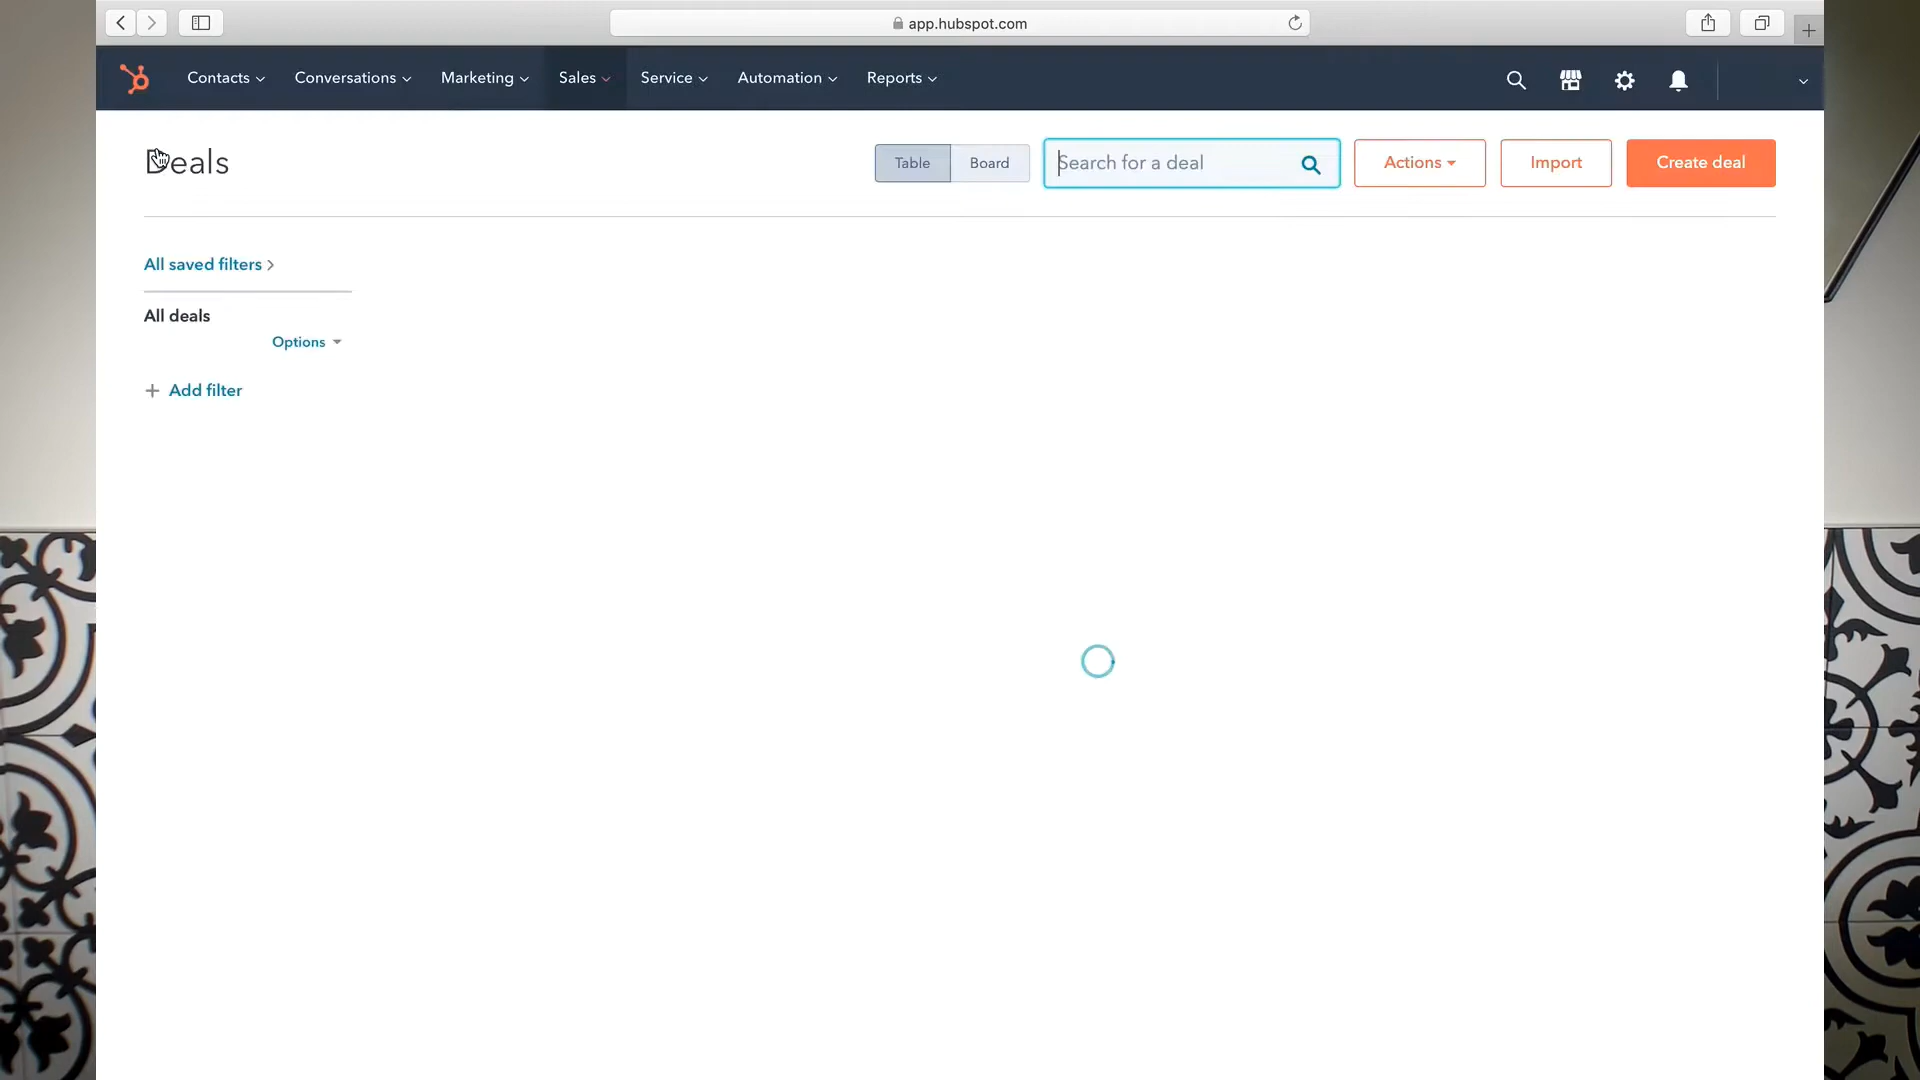 app.hubspot.com
Contacts Conversations Marketing Sales Service Automation Reports
Deals
Table Board Search for a deal Actions Import Create deal
All saved filters
All deals
Options
Add filter